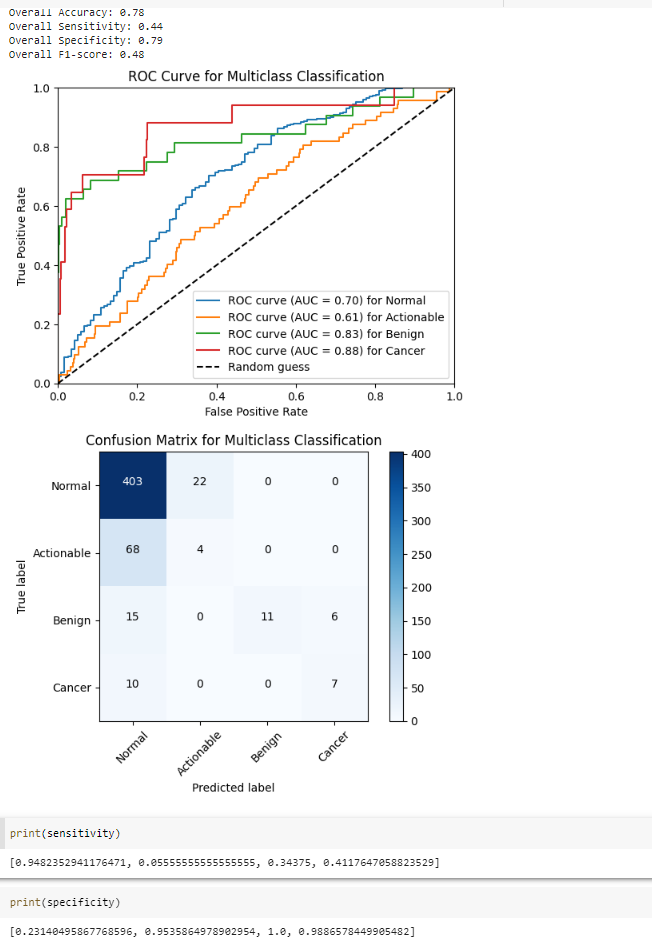 Overall Accuracy: 0.78
Overall Sensitivity: 0.44
Overall Specificity: 0.79
Overall F1-score: 0.48
ROC Curve for Multiclass Classification
1.0
0.8
0.6
0.4
0.2
0.0
True Positive Rate
ROC curve (AUC = 0.70) for Normal
ROC curve (AUC = 0.61) for Actionable
ROC curve (AUC = 0.83) for Benign
ROC curve (AUC = 0.88) for Cancer
Random guess
0.0 0.2 0.4 0.6 0.8 1.0
False Positive Rate
Confusion Matrix for Multiclass Classification
True label
Normal 403 22 0 0
Actionable 68 4 0 0
Benign 15 0 11 6
Cancer 10 0 0 7
Normal Actionable Benign Cancer
Predicted label
400
350
300
250
200
150
100
50
0
print(sensitivity)
[0.9482352941176471, 0.05555555555555555, 0.34375, 0.4117647058823529]
print(specificity)
[0.23140495867768596, 0.9535864978902954, 1.0, 0.9886578449905482]